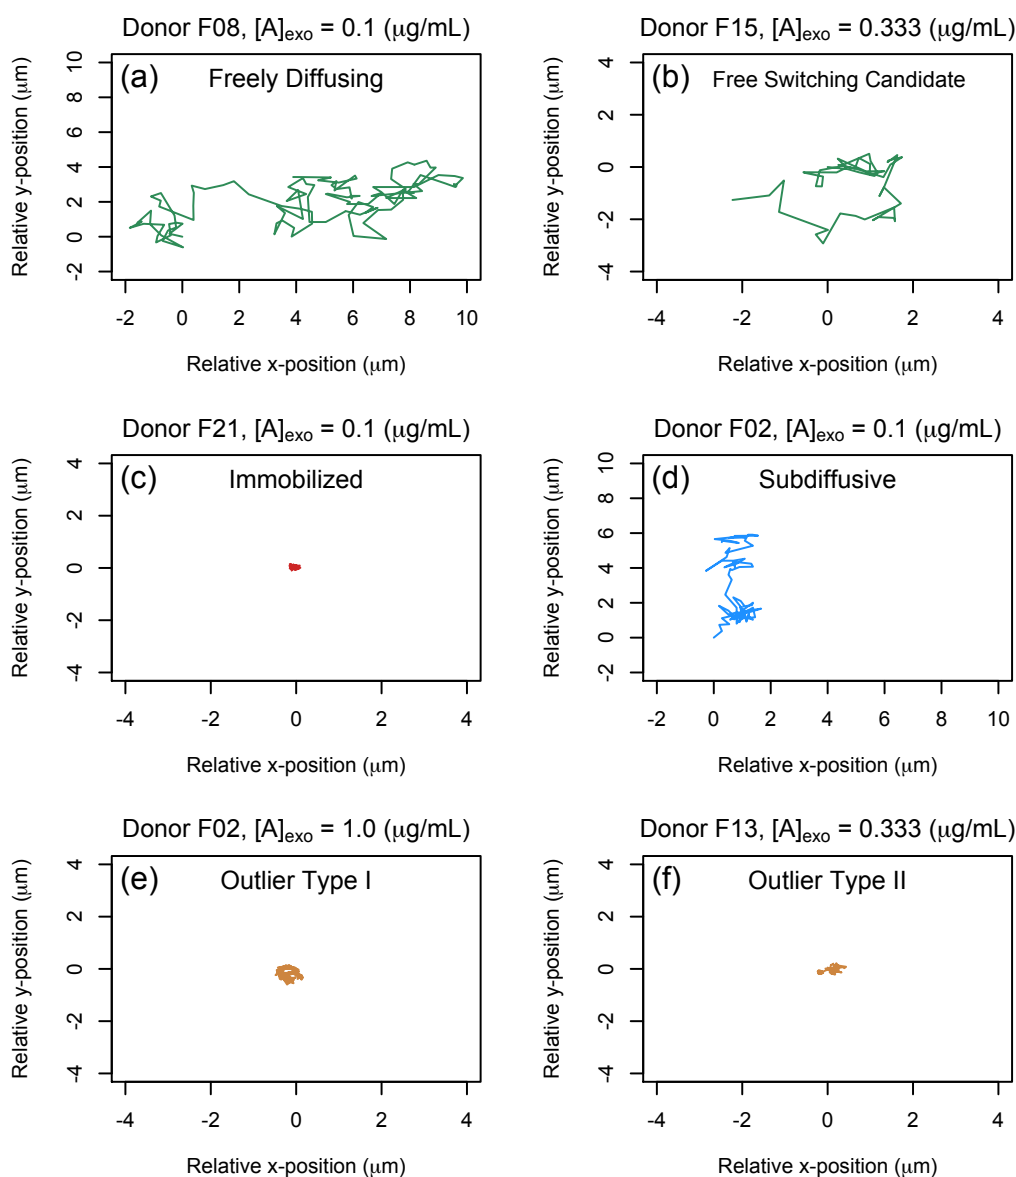 Donor F08, [A]exo = 0.1 (μg/mL)
Relative y-position (μm)
10
8
6
4
2
0
-2
(a)
Freely Diffusing
-2 0 2 4 6 8 10
Relative x-position (μm)
Donor F15, [A]exo = 0.333 (μg/mL)
Relative y-position (μm)
4
2
0
-2
-4
(b)
Free Switching Candidate
-4 -2 0 2 4
Relative x-position (μm)
Donor F21, [A]exo = 0.1 (μg/mL)
Relative y-position (μm)
4
2
0
-2
-4
(c)
Immobilized
-4 -2 0 2 4
Relative x-position (μm)
Donor F02, [A]exo = 0.1 (μg/mL)
Relative y-position (μm)
10
8
6
4
2
0
-2
(d)
Subdiffusive
-2 0 2 4 6 8 10
Relative x-position (μm)
Donor F02, [A]exo = 1.0 (μg/mL)
Relative y-position (μm)
4
2
0
-2
-4
(e)
Outlier Type I
-4 -2 0 2 4
Relative x-position (μm)
Donor F13, [A]exo = 0.333 (μg/mL)
Relative y-position (μm)
4
2
0
-2
-4
(f)
Outlier Type II
-4 -2 0 2 4
Relative x-position (μm)